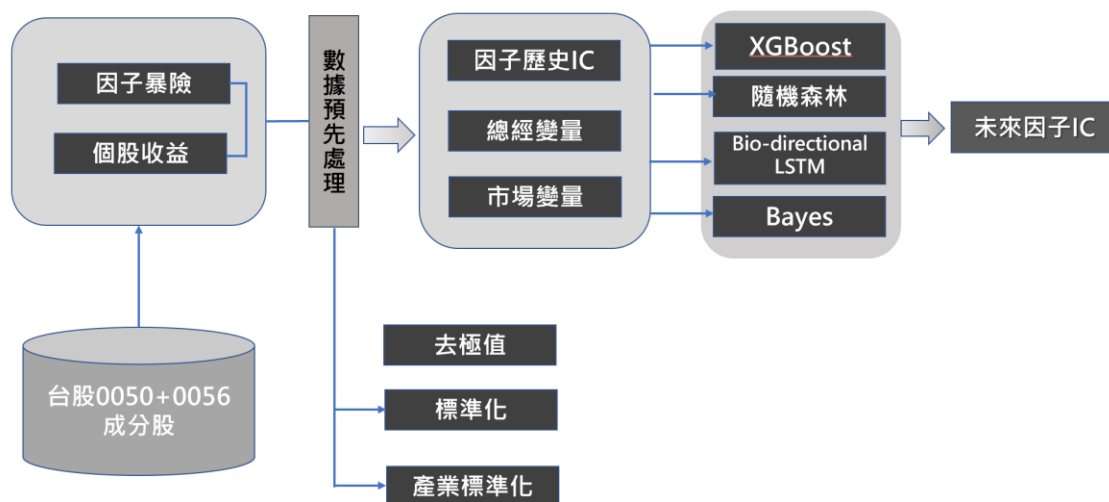 因子暴險
個股收益
台股0050+0056
成分股
數據預先處理
去極值
標準化
產業標準化
因子歷史IC
總經變量
市場變量
XGBoost
隨機森林
Bio-directional
LSTM
Bayes
未來因子IC